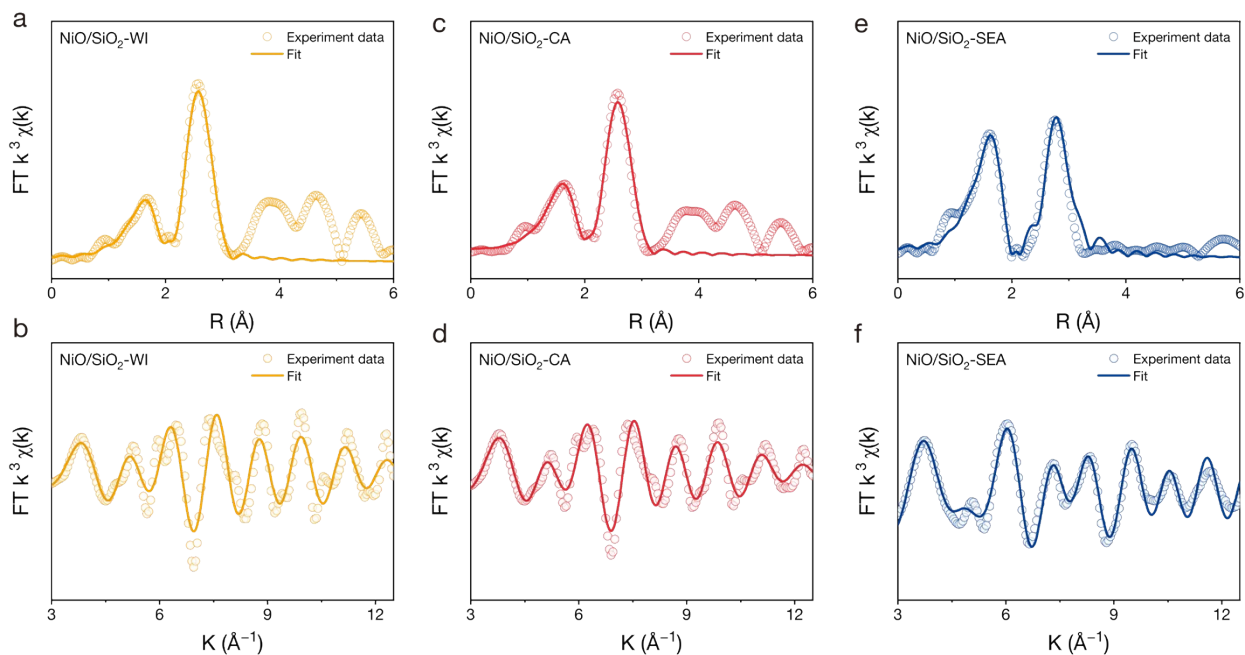 a
NiO/SiO₂-WI
Experiment data
Fit
FT k³ χ(k)
0 2 4 6
R (Å)
c
NiO/SiO₂-CA
Experiment data
Fit
FT k³ χ(k)
0 2 4 6
R (Å)
e
NiO/SiO₂-SEA
Experiment data
Fit
FT k³ χ(k)
0 2 4 6
R (Å)
b
NiO/SiO₂-WI
Experiment data
Fit
FT k³ χ(k)
3 6 9 12
K (Å⁻¹)
d
NiO/SiO₂-CA
Experiment data
Fit
FT k³ χ(k)
3 6 9 12
K (Å⁻¹)
f
NiO/SiO₂-SEA
Experiment data
Fit
FT k³ χ(k)
3 6 9 12
K (Å⁻¹)